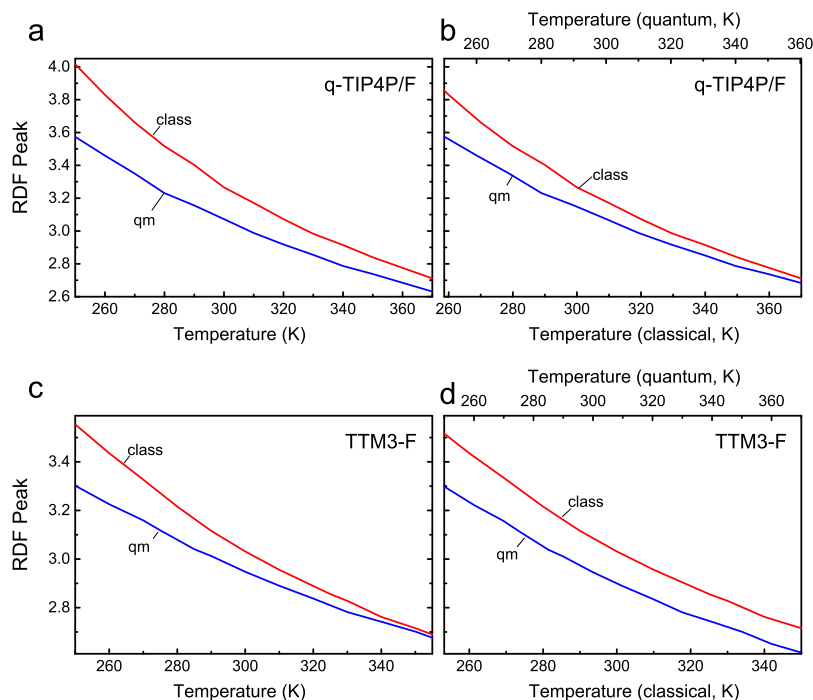 a
q-TIP4P/F
class
qm
RDF Peak
4.0
3.8
3.6
3.4
3.2
3.0
2.8
2.6
260 280 300 320 340 360
Temperature (K)
b
Temperature (quantum, K)
260 280 300 320 340 360
q-TIP4P/F
class
qm
260 280 300 320 340 360
Temperature (classical, K)
c
TTM3-F
class
qm
RDF Peak
3.4
3.2
3.0
2.8
260 280 300 320 340
Temperature (K)
d
Temperature (quantum, K)
260 280 300 320 340 360
TTM3-F
class
qm
260 280 300 320 340
Temperature (classical, K)